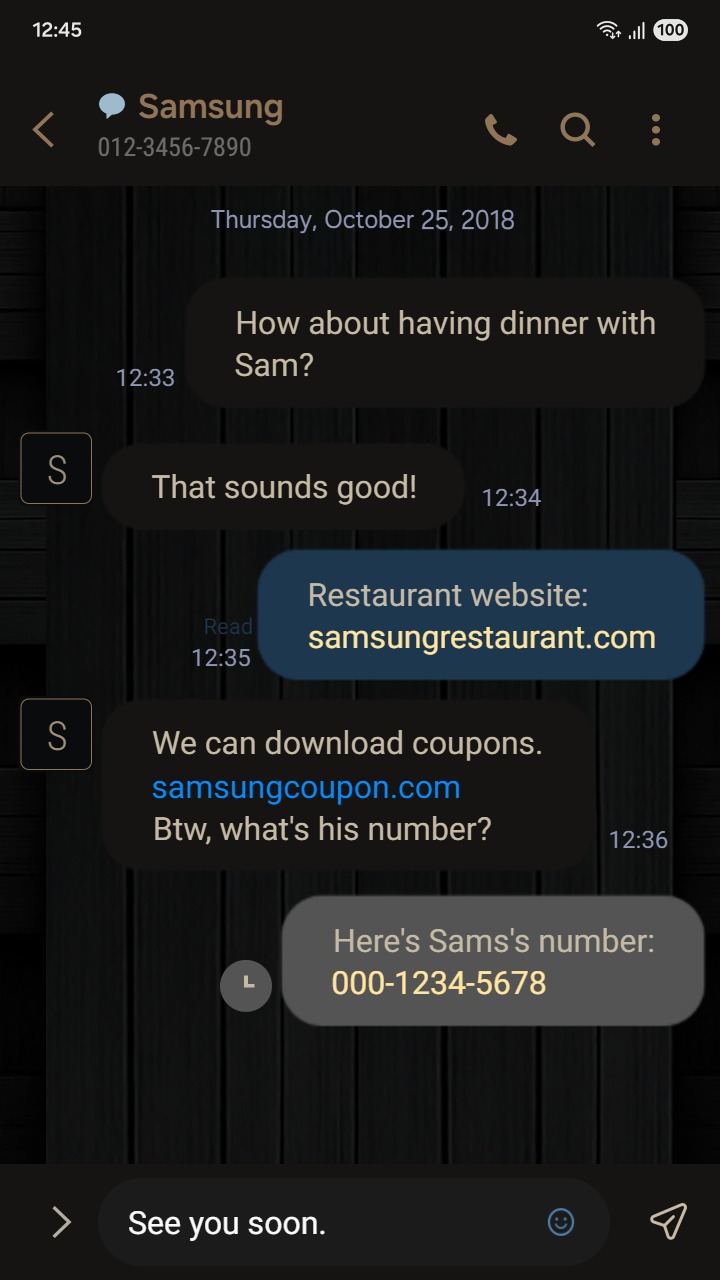 12:45
100
Samsung
012-3456-7890
Thursday, October 25, 2018
How about having dinner with
Sam?
12:33
S
That sounds good!
12:34
Restaurant website:
samsungrestaurant.com
Read
12:35
S
We can download coupons.
samsungcoupon.com
Btw, what's his number?
12:36
Here's Sams's number:
000-1234-5678
See you soon.